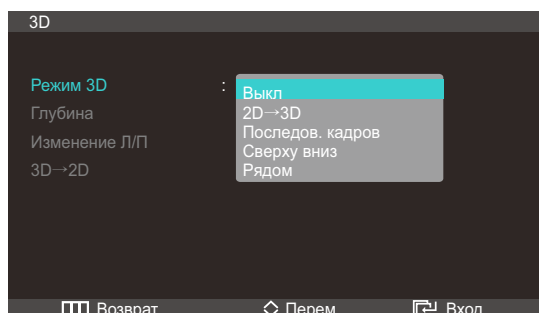 3D
Режим 3D : Выкл
Глубина 2D→3D
Изменение Л/П Последов. кадров
Сверху вниз
3D→2D Рядом
Возврат Перем. Вход